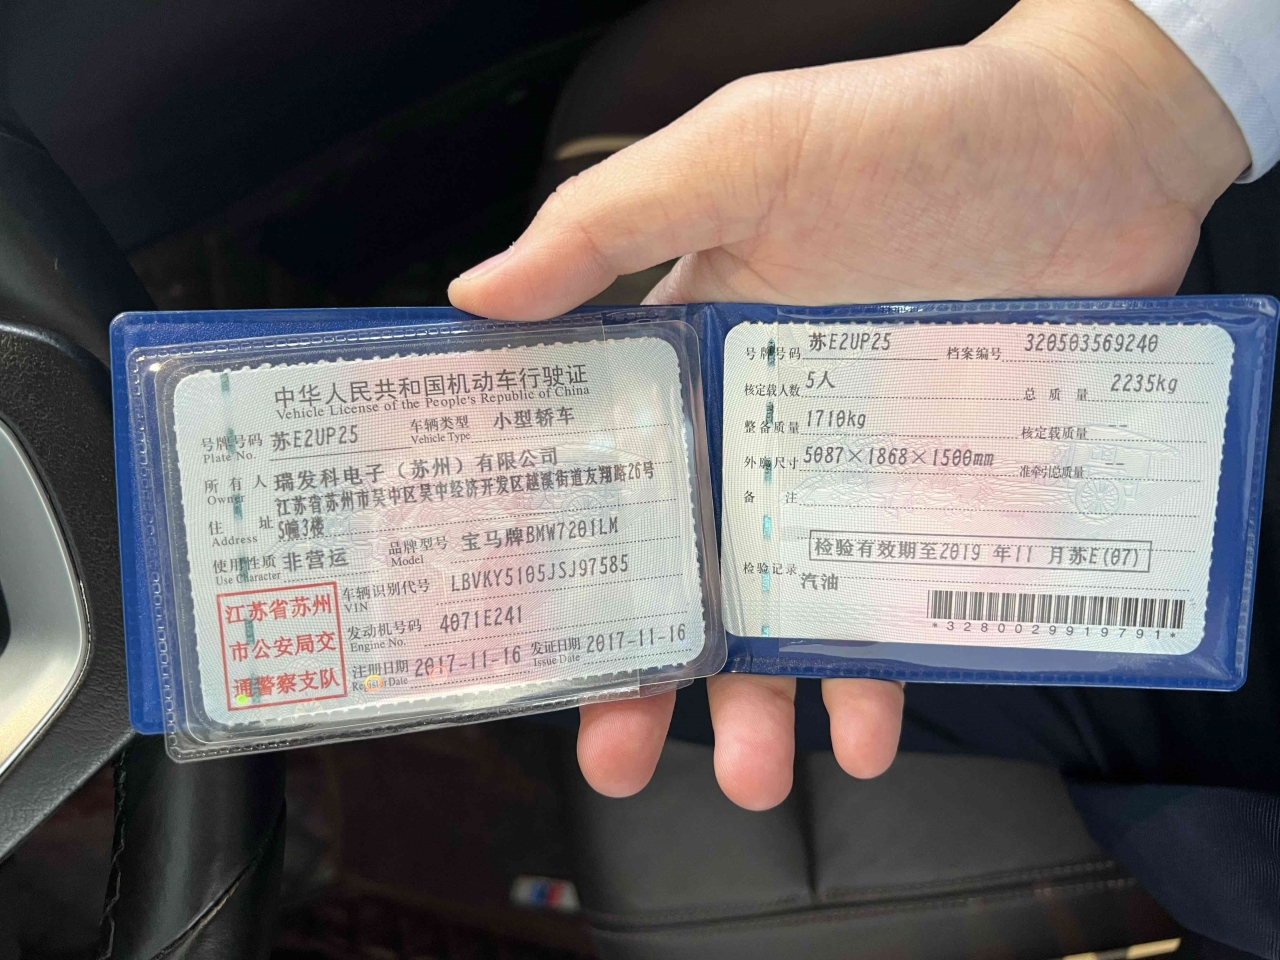 中华人民共和国机动车行驶证
Vehicle License of the People's Republic of China
号牌号码 苏E2UP25 车辆类型 小型轿车
Plate No. Vehicle Type
所有人 瑞发科电子（苏州）有限公司
Owner
住址 江苏省苏州市吴中区吴中经济开发区越溪街道友翔路26号
Address 5幢3楼
使用性质 非营运 品牌型号 宝马牌BMW7201LM
Use Character Model
江苏省苏州
市公安局交
通警察支队
车辆识别代号 LBVKY5105JSJ97585
VIN
发动机号码 4071E241
Engine No.
注册日期 2017-11-16 发证日期 2017-11-16
Register Date Issue Date
号牌号码 苏E2UP25 档案编号 320503569240
核定载人数 5人 总质量 2235kg
整备质量 1710kg 核定载质量 --
外廓尺寸 5087×1868×1500mm 准牵引总质量 --
备注
检验有效期至2019 年11 月苏E(07)
检验记录
汽油
*3280029919791*